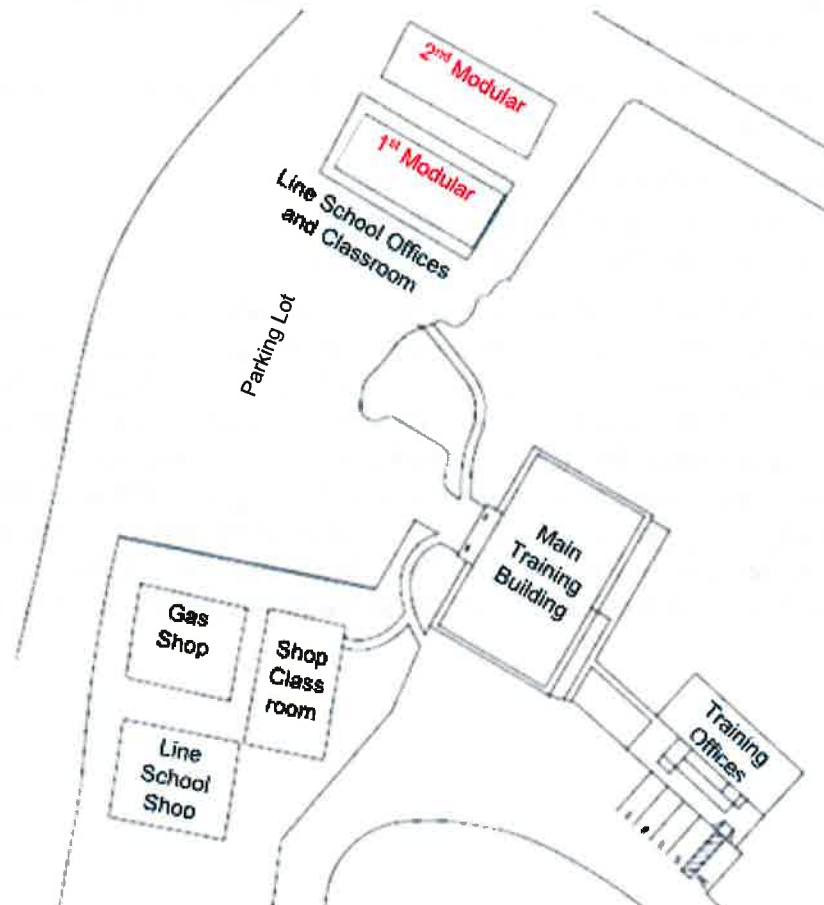 2nd Modular
1st Modular
Line School Offices
and Classroom
Parking Lot
Main
Training
Building
Gas
Shop
Shop
Class
room
Line
School
Shop
Training
Offices